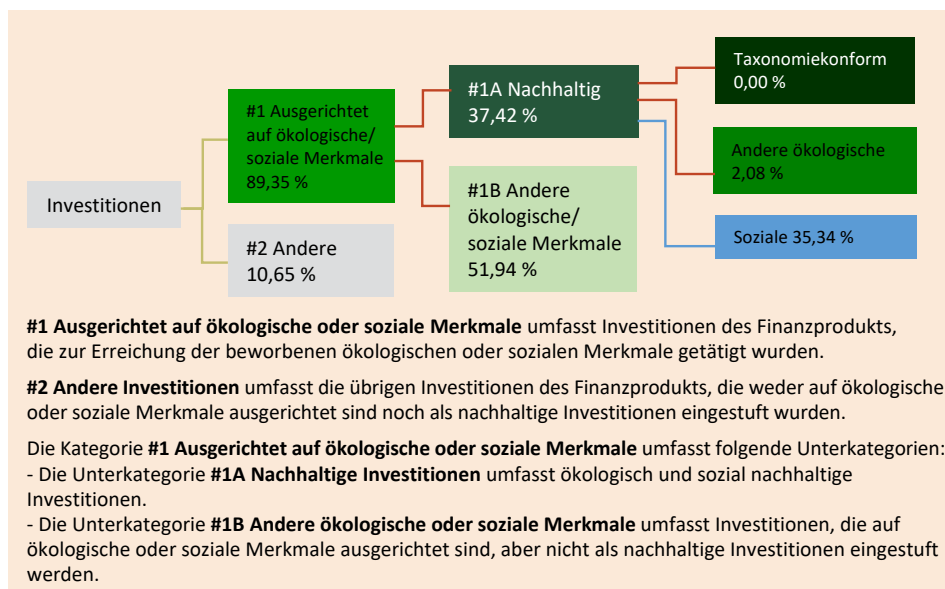 Investitionen
#1 Ausgerichtet
auf ökologische/
soziale Merkmale
89,35 %
#2 Andere
10,65 %
#1A Nachhaltig
37,42 %
#1B Andere
ökologische/
soziale Merkmale
51,94 %
Taxonomiekonform
0,00 %
Andere ökologische
2,08 %
Soziale 35,34 %
#1 Ausgerichtet auf ökologische oder soziale Merkmale umfasst Investitionen des Finanzprodukts,
die zur Erreichung der beworbenen ökologischen oder sozialen Merkmale getätigt wurden.
#2 Andere Investitionen umfasst die übrigen Investitionen des Finanzprodukts, die weder auf ökologische
oder soziale Merkmale ausgerichtet sind noch als nachhaltige Investitionen eingestuft wurden.
Die Kategorie #1 Ausgerichtet auf ökologische oder soziale Merkmale umfasst folgende Unterkategorien:
- Die Unterkategorie #1A Nachhaltige Investitionen umfasst ökologisch und sozial nachhaltige
Investitionen.
- Die Unterkategorie #1B Andere ökologische oder soziale Merkmale umfasst Investitionen, die auf
ökologische oder soziale Merkmale ausgerichtet sind, aber nicht als nachhaltige Investitionen eingestuft
werden.